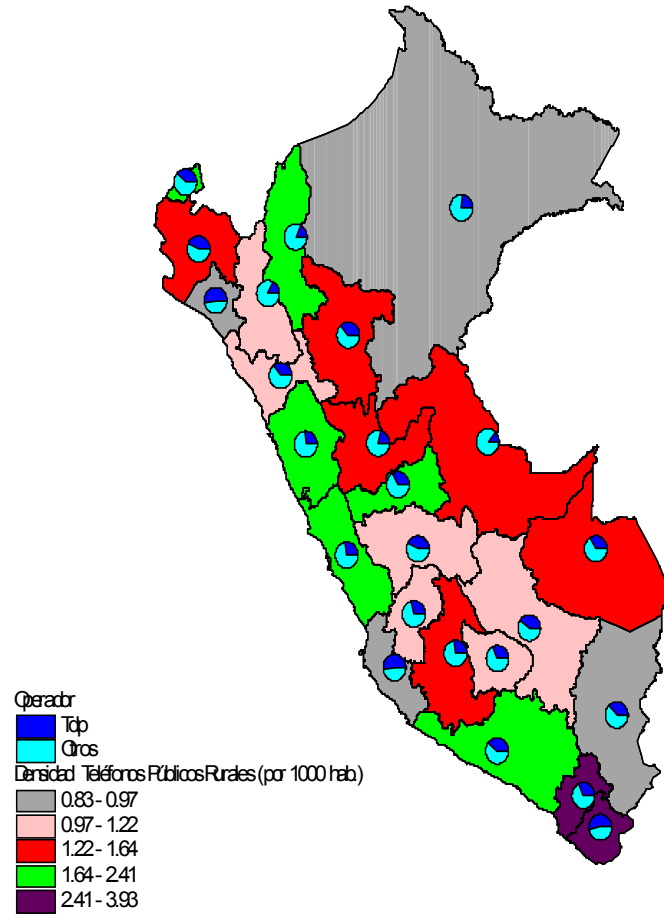 Operador
Tdp
Otros
Densidad Teléfonos Públicos Rurales (por 1000 hab.)
0.83 - 0.97
0.97 - 1.22
1.22 - 1.64
1.64 - 2.41
2.41 - 3.93